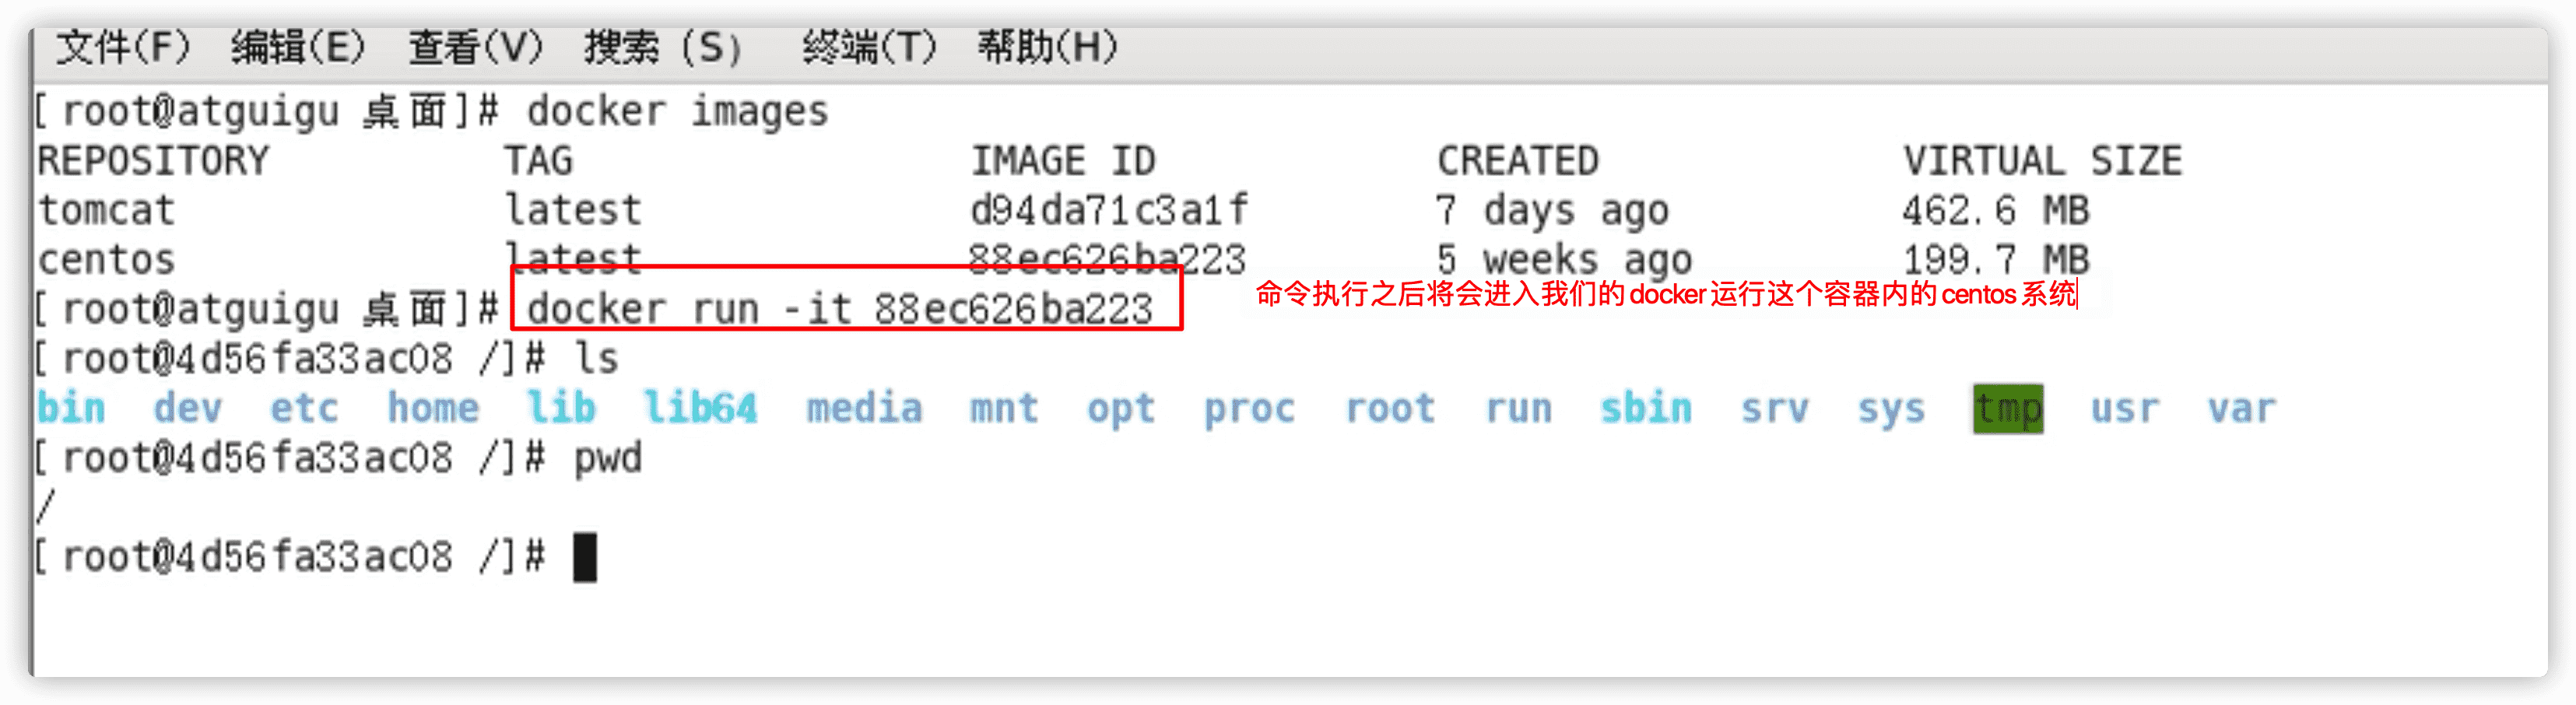 文件(F) 编辑(E) 查看(V) 搜索 (S) 终端(T) 帮助(H)
[root@atguigu 桌面]# docker images
REPOSITORY TAG IMAGE ID CREATED VIRTUAL SIZE
tomcat latest d94da71c3a1f 7 days ago 462.6 MB
centos latest 88ec626ba223 5 weeks ago 199.7 MB
[root@atguigu 桌面]# docker run -it 88ec626ba223
命令执行之后将会进入我们的docker运行这个容器内的centos系统
[root@4d56fa33ac08 /]# ls
bin dev etc home lib lib64 media mnt opt proc root run sbin srv sys tmp usr var
[root@4d56fa33ac08 /]# pwd
/
[root@4d56fa33ac08 /]#